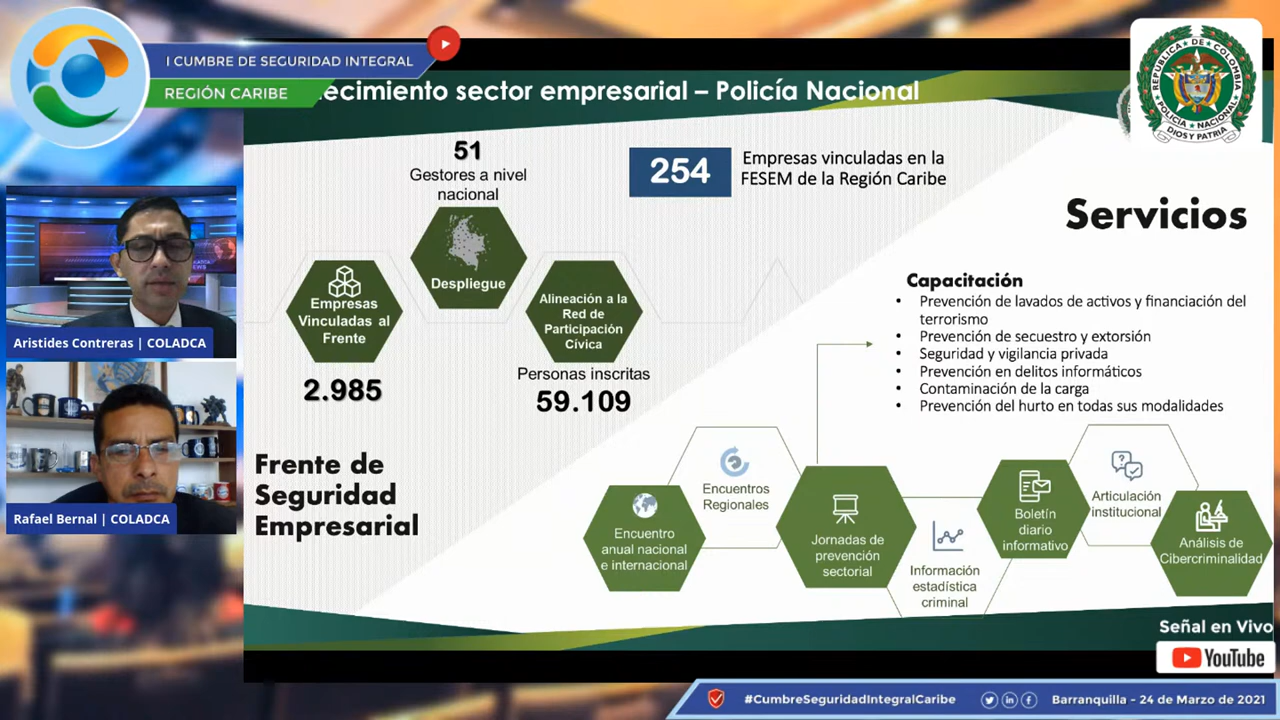 I CUMBRE DE SEGURIDAD INTEGRAL
REGIÓN CARIBE
ecimiento sector empresarial – Policía Nacional
REPUBLICA DE COLOMBIA
POLICIA NACIONAL
DIOS Y PATRIA
51
Gestores a nivel
nacional
254
Empresas vinculadas en la
FESEM de la Región Caribe
Servicios
Despliegue
Empresas
Vinculadas al
Frente
2.985
Alineación a la
Red de
Participación
Cívica
Personas inscritas
59.109
Capacitación
• Prevención de lavados de activos y financiación del
terrorismo
• Prevención de secuestro y extorsión
• Seguridad y vigilancia privada
• Prevención en delitos informáticos
• Contaminación de la carga
• Prevención del hurto en todas sus modalidades
Aristides Contreras | COLADCA
Rafael Bernal | COLADCA
Frente de
Seguridad
Empresarial
Encuentro
anual nacional
e internacional
Encuentros
Regionales
Jornadas de
prevención
sectorial
Información
estadística
criminal
Boletín
diario
informativo
Articulación
institucional
Análisis de
Cibercriminalidad
Señal en Vivo
YouTube
#CumbreSeguridadIntegralCaribe
Barranquilla - 24 de Marzo de 2021